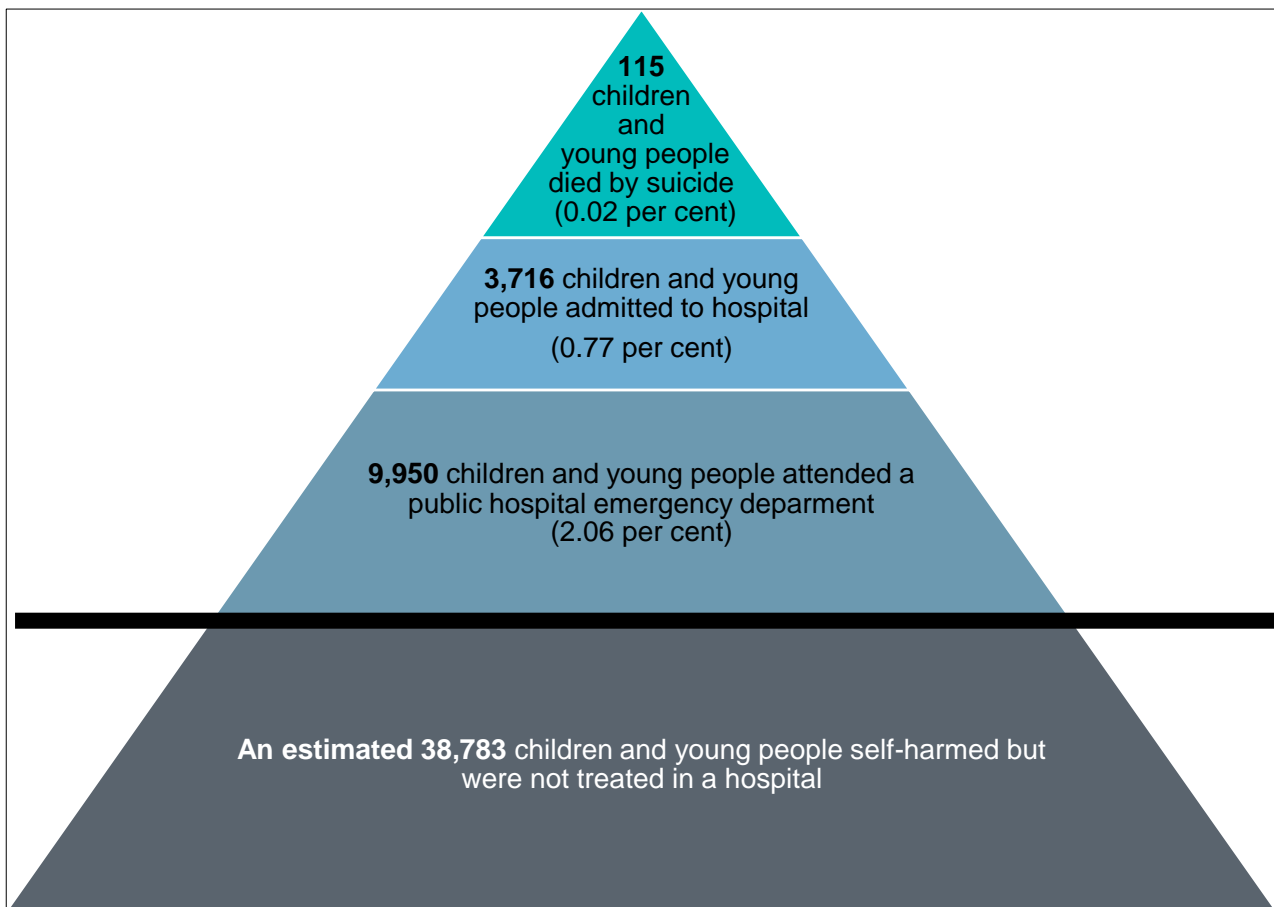 115
children
and
young people
died by suicide
(0.02 per cent)
3,716 children and young
people admitted to hospital
(0.77 per cent)
9,950 children and young people attended a
public hospital emergency deparment
(2.06 per cent)
An estimated 38,783 children and young people self-harmed but
were not treated in a hospital